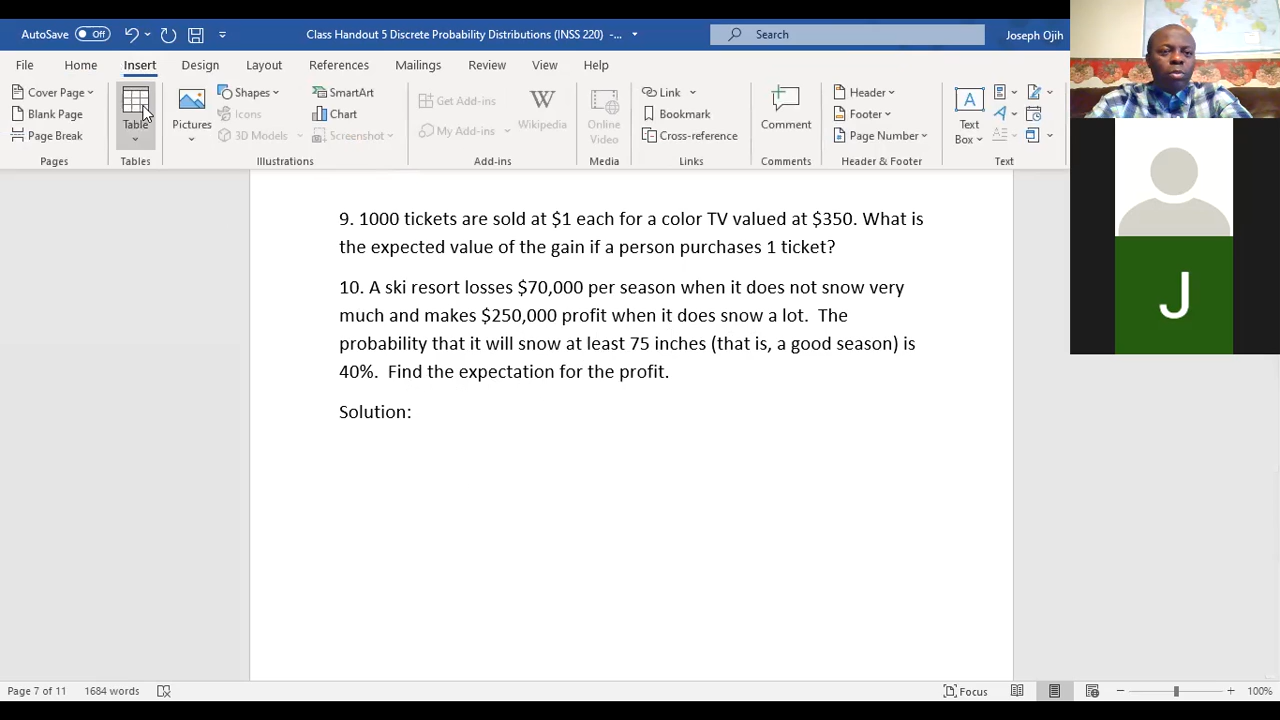 AutoSave Off Class Handout 5 Discrete Probability Distributions (INSS 220) -... Search Joseph Ojih
File Home Insert Design Layout References Mailings Review View Help
Cover Page Shapes SmartArt Get Add-ins Link Header
Blank Page Icons Chart Bookmark Footer
Table Pictures Wikipedia Online Video Comment Text Box
Page Break 3D Models Screenshot My Add-ins Cross-reference Page Number
Pages Tables Illustrations Add-ins Media Links Comments Header & Footer Text
9. 1000 tickets are sold at $1 each for a color TV valued at $350. What is
the expected value of the gain if a person purchases 1 ticket?
10. A ski resort losses $70,000 per season when it does not snow very
much and makes $250,000 profit when it does snow a lot. The
probability that it will snow at least 75 inches (that is, a good season) is
40%. Find the expectation for the profit.
Solution:
J
Page 7 of 11 1684 words Focus 100%